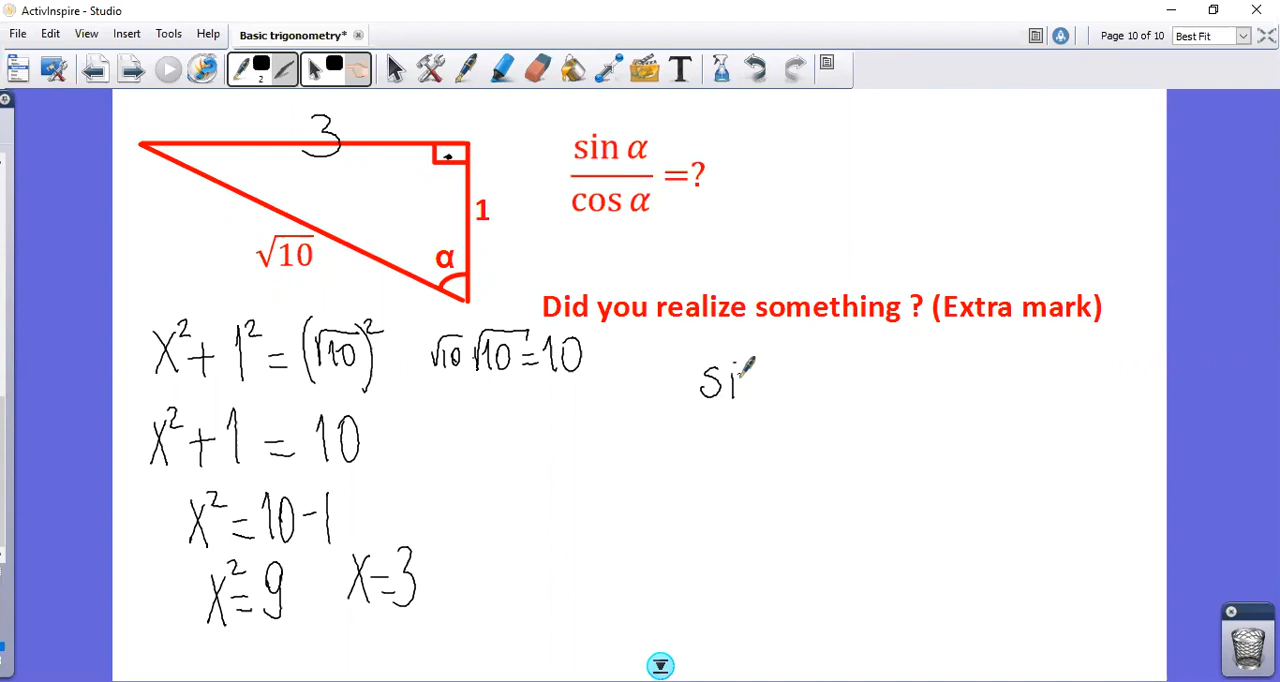 ActivInspire - Studio
File Edit View Insert Tools Help Basic trigonometry*
Page 10 of 10 Best Fit
2
T
3
sin α
cos α
=?
1
√10
α
Did you realize something ? (Extra mark)
x² + 1² = (√10)² √10 √10 = 10
si
x² + 1 = 10
x² = 10 - 1
x² = 9 x = 3